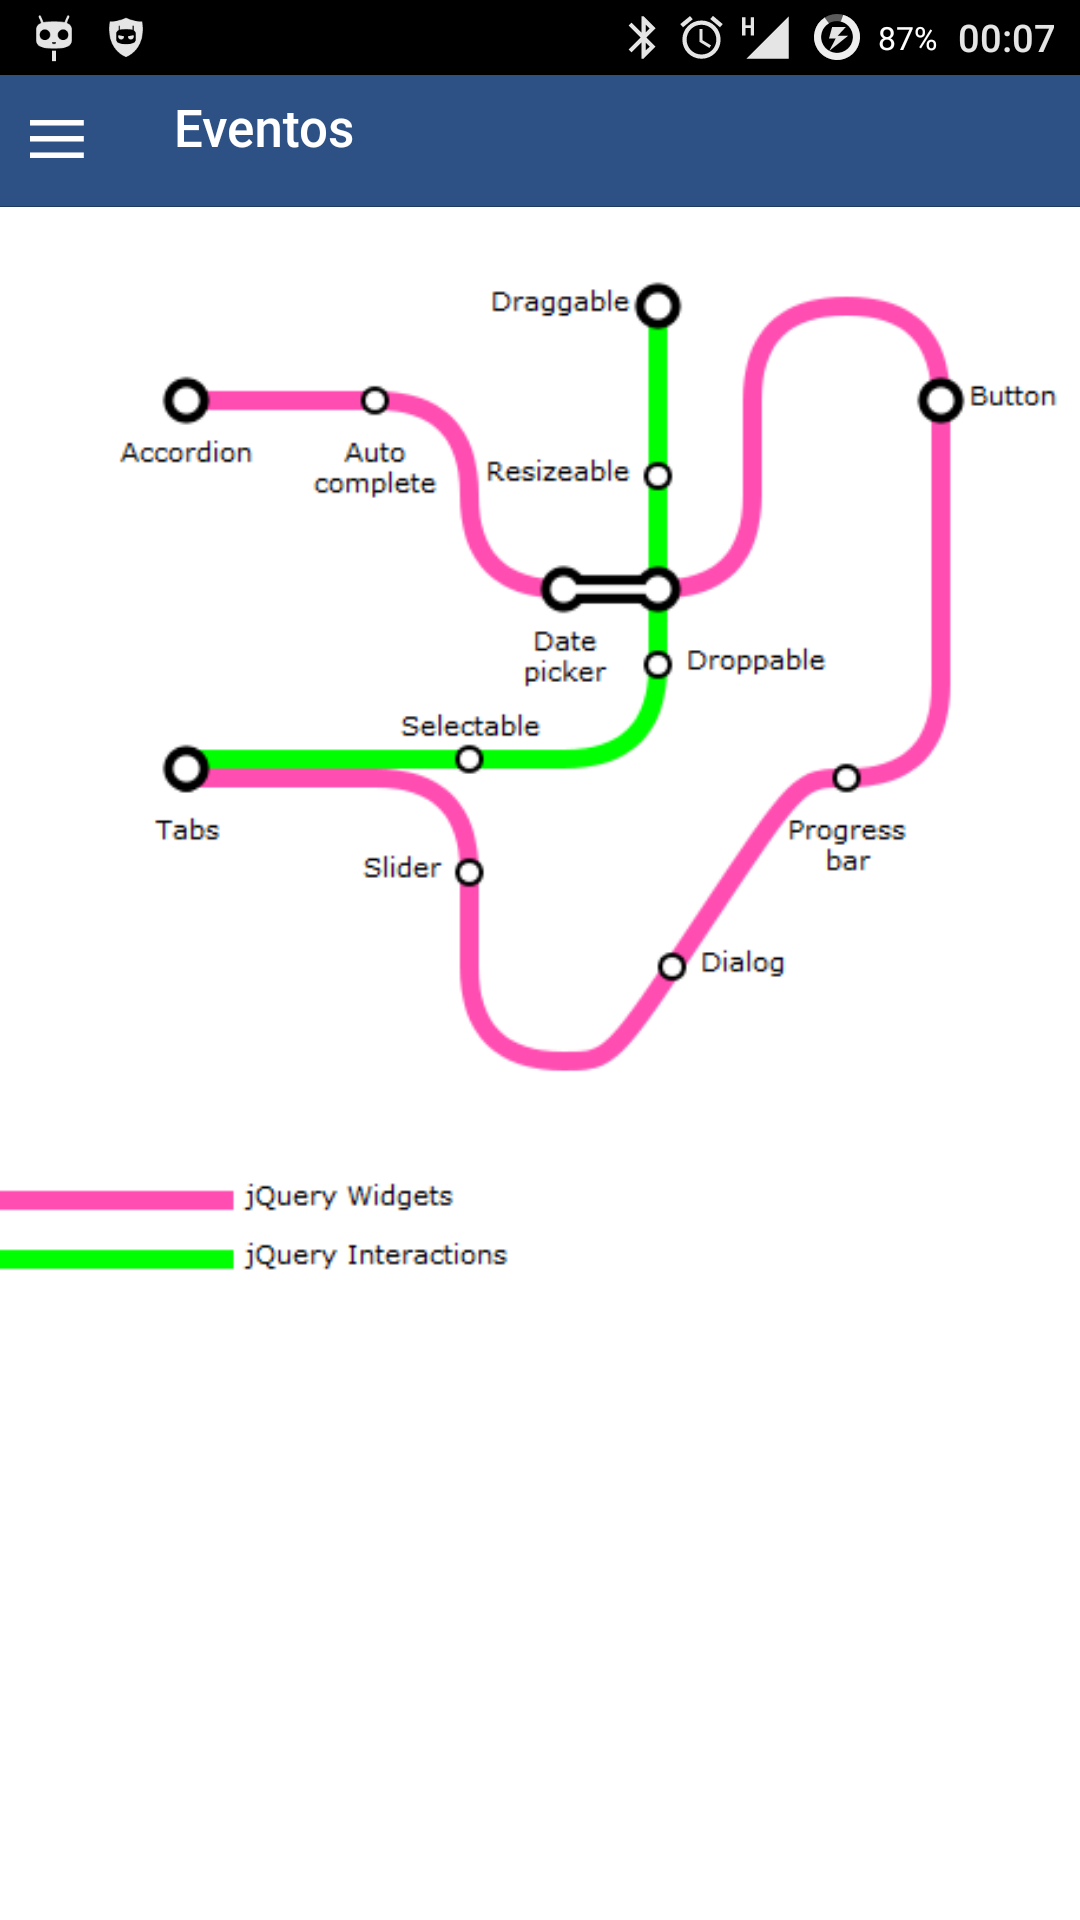 H 87% 00:07
Eventos
Draggable
Button
Accordion
Auto
complete
Resizeable
Date
picker
Droppable
Selectable
Tabs
Progress
bar
Slider
Dialog
jQuery Widgets
jQuery Interactions